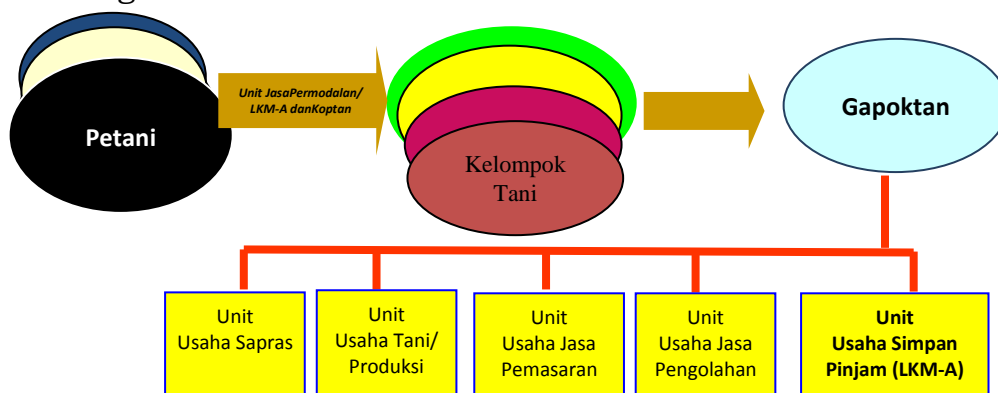 Petani
Unit JasaPermodalan/
LKM-A danKoptan
Kelompok
Tani
Gapoktan
Unit
Usaha Sapras
Unit
Usaha Tani/
Produksi
Unit
Usaha Jasa
Pemasaran
Unit
Usaha Jasa
Pengolahan
Unit
Usaha Simpan
Pinjam (LKM-A)